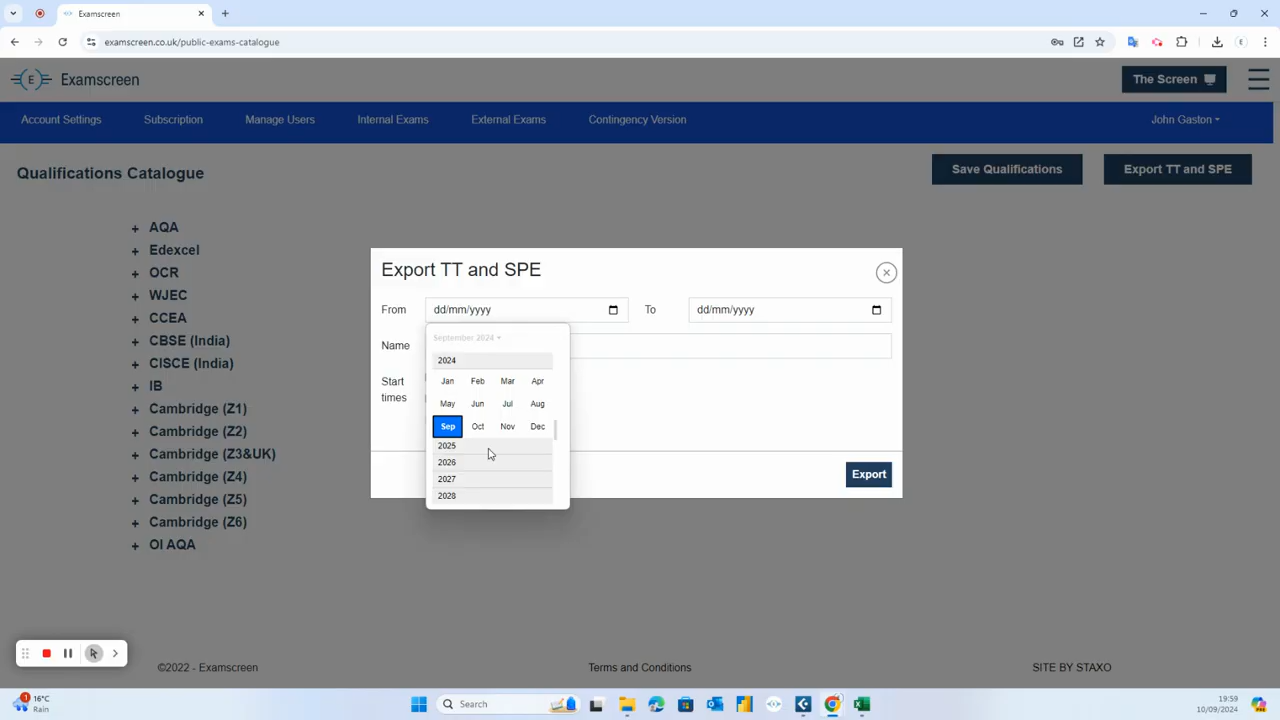 Examscreen
examscreen.co.uk/public-exams-catalogue
E
E Examscreen
The Screen
Account Settings Subscription Manage Users Internal Exams External Exams Contingency Version John Gaston
Qualifications Catalogue
Save Qualifications Export TT and SPE
+ AQA
+ Edexcel
+ OCR
+ WJEC
+ CCEA
+ CBSE (India)
+ CISCE (India)
+ IB
+ Cambridge (Z1)
+ Cambridge (Z2)
+ Cambridge (Z3&UK)
+ Cambridge (Z4)
+ Cambridge (Z5)
+ Cambridge (Z6)
+ OI AQA
Export TT and SPE
From dd/mm/yyyy To dd/mm/yyyy
Name
Start
times
September 2024
2024
Jan Feb Mar Apr
May Jun Jul Aug
Sep Oct Nov Dec
2025
2026
2027
2028
Export
©2022 - Examscreen Terms and Conditions SITE BY STAXO
1
16°C
Rain
Search
19:59
10/09/2024